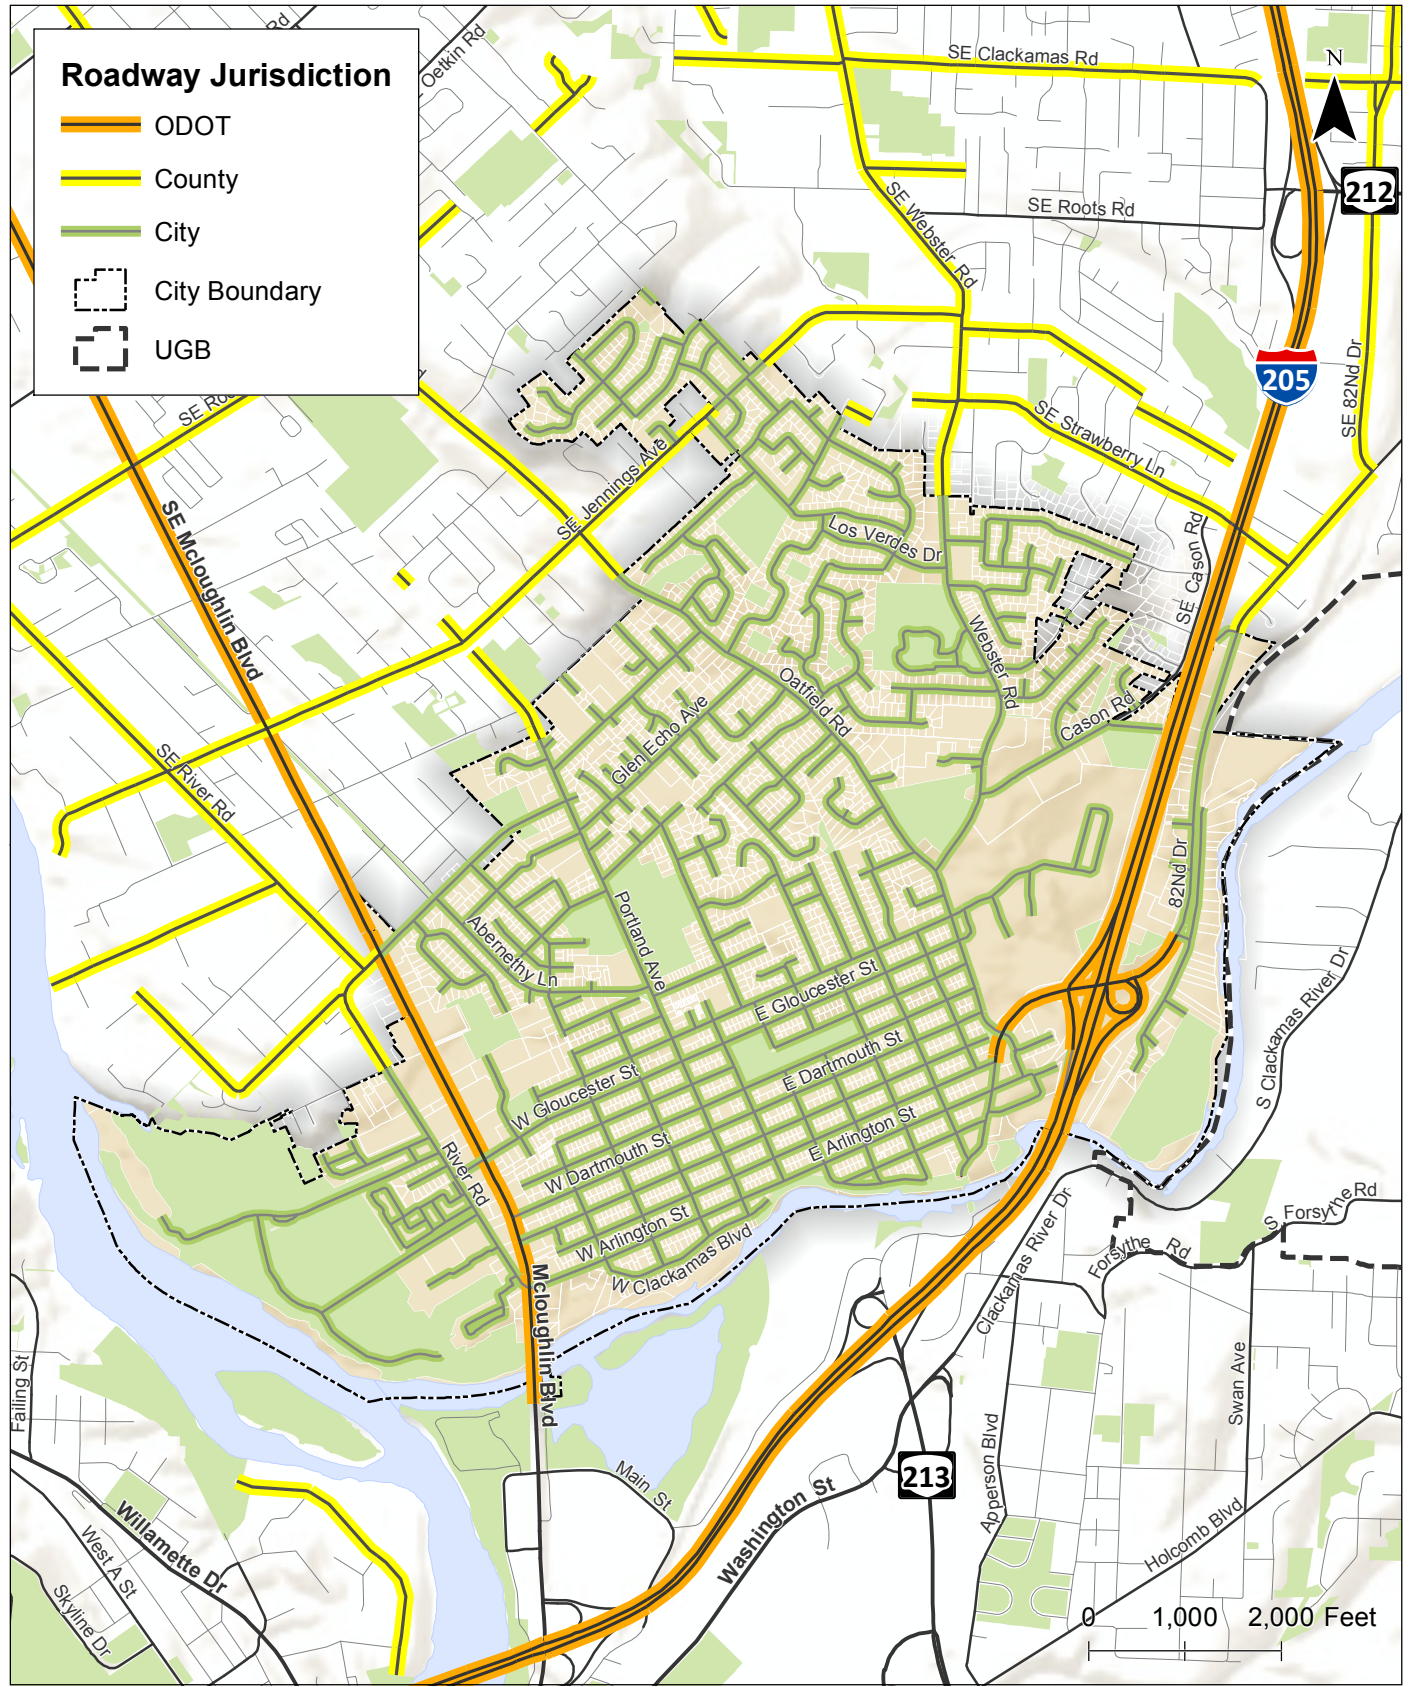 Rd
Oetkin Rd
Roadway Jurisdiction
ODOT
County
City
City Boundary
UGB
SE Clackamas Rd
N
212
SE Webster Rd
SE Roots Rd
205
SE 82Nd Dr
SE Strawberry Ln
SE Jennings Ave
SE Mcloughlin Blvd
Los Verdes Dr
SE Cason Rd
Webster Rd
Oatfield Rd
Cason Rd
Glen Echo Ave
SE River Rd
82Nd Dr
Portland Ave
Abernethy Ln
E Gloucester St
S Clackamas River Dr
E Dartmouth St
W Gloucester St
E Arlington St
W Dartmouth St
River Rd
W Arlington St
W Clackamas Blvd
Clackamas River Dr
Forsythe Rd
S Forsythe Rd
Mcloughlin Blvd
Failing St
Swan Ave
Apperson Blvd
213
Main St
Washington St
Willamette Dr
West A St
Skyline Dr
Holcomb Blvd
0 1,000 2,000 Feet